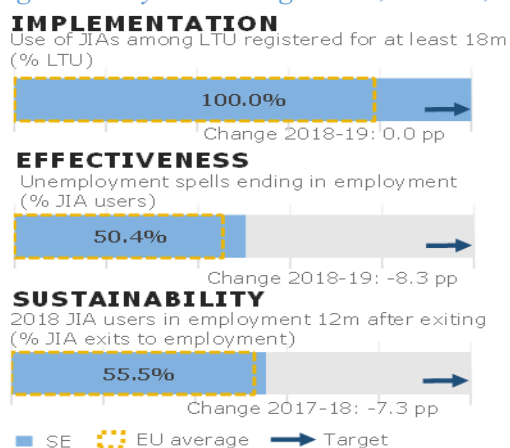 IMPLEMENTATION
Use of JIAs among LTU registered for at least 18m
(% LTU)
100.0%
Change 2018-19: 0.0 pp
EFFECTIVENESS
Unemployment spells ending in employment
(% JIA users)
50.4%
Change 2018-19: -8.3 pp
SUSTAINABILITY
2018 JIA users in employment 12m after exiting
(% JIA exits to employment)
55.5%
Change 2017-18: -7.3 pp
SE EU average Target